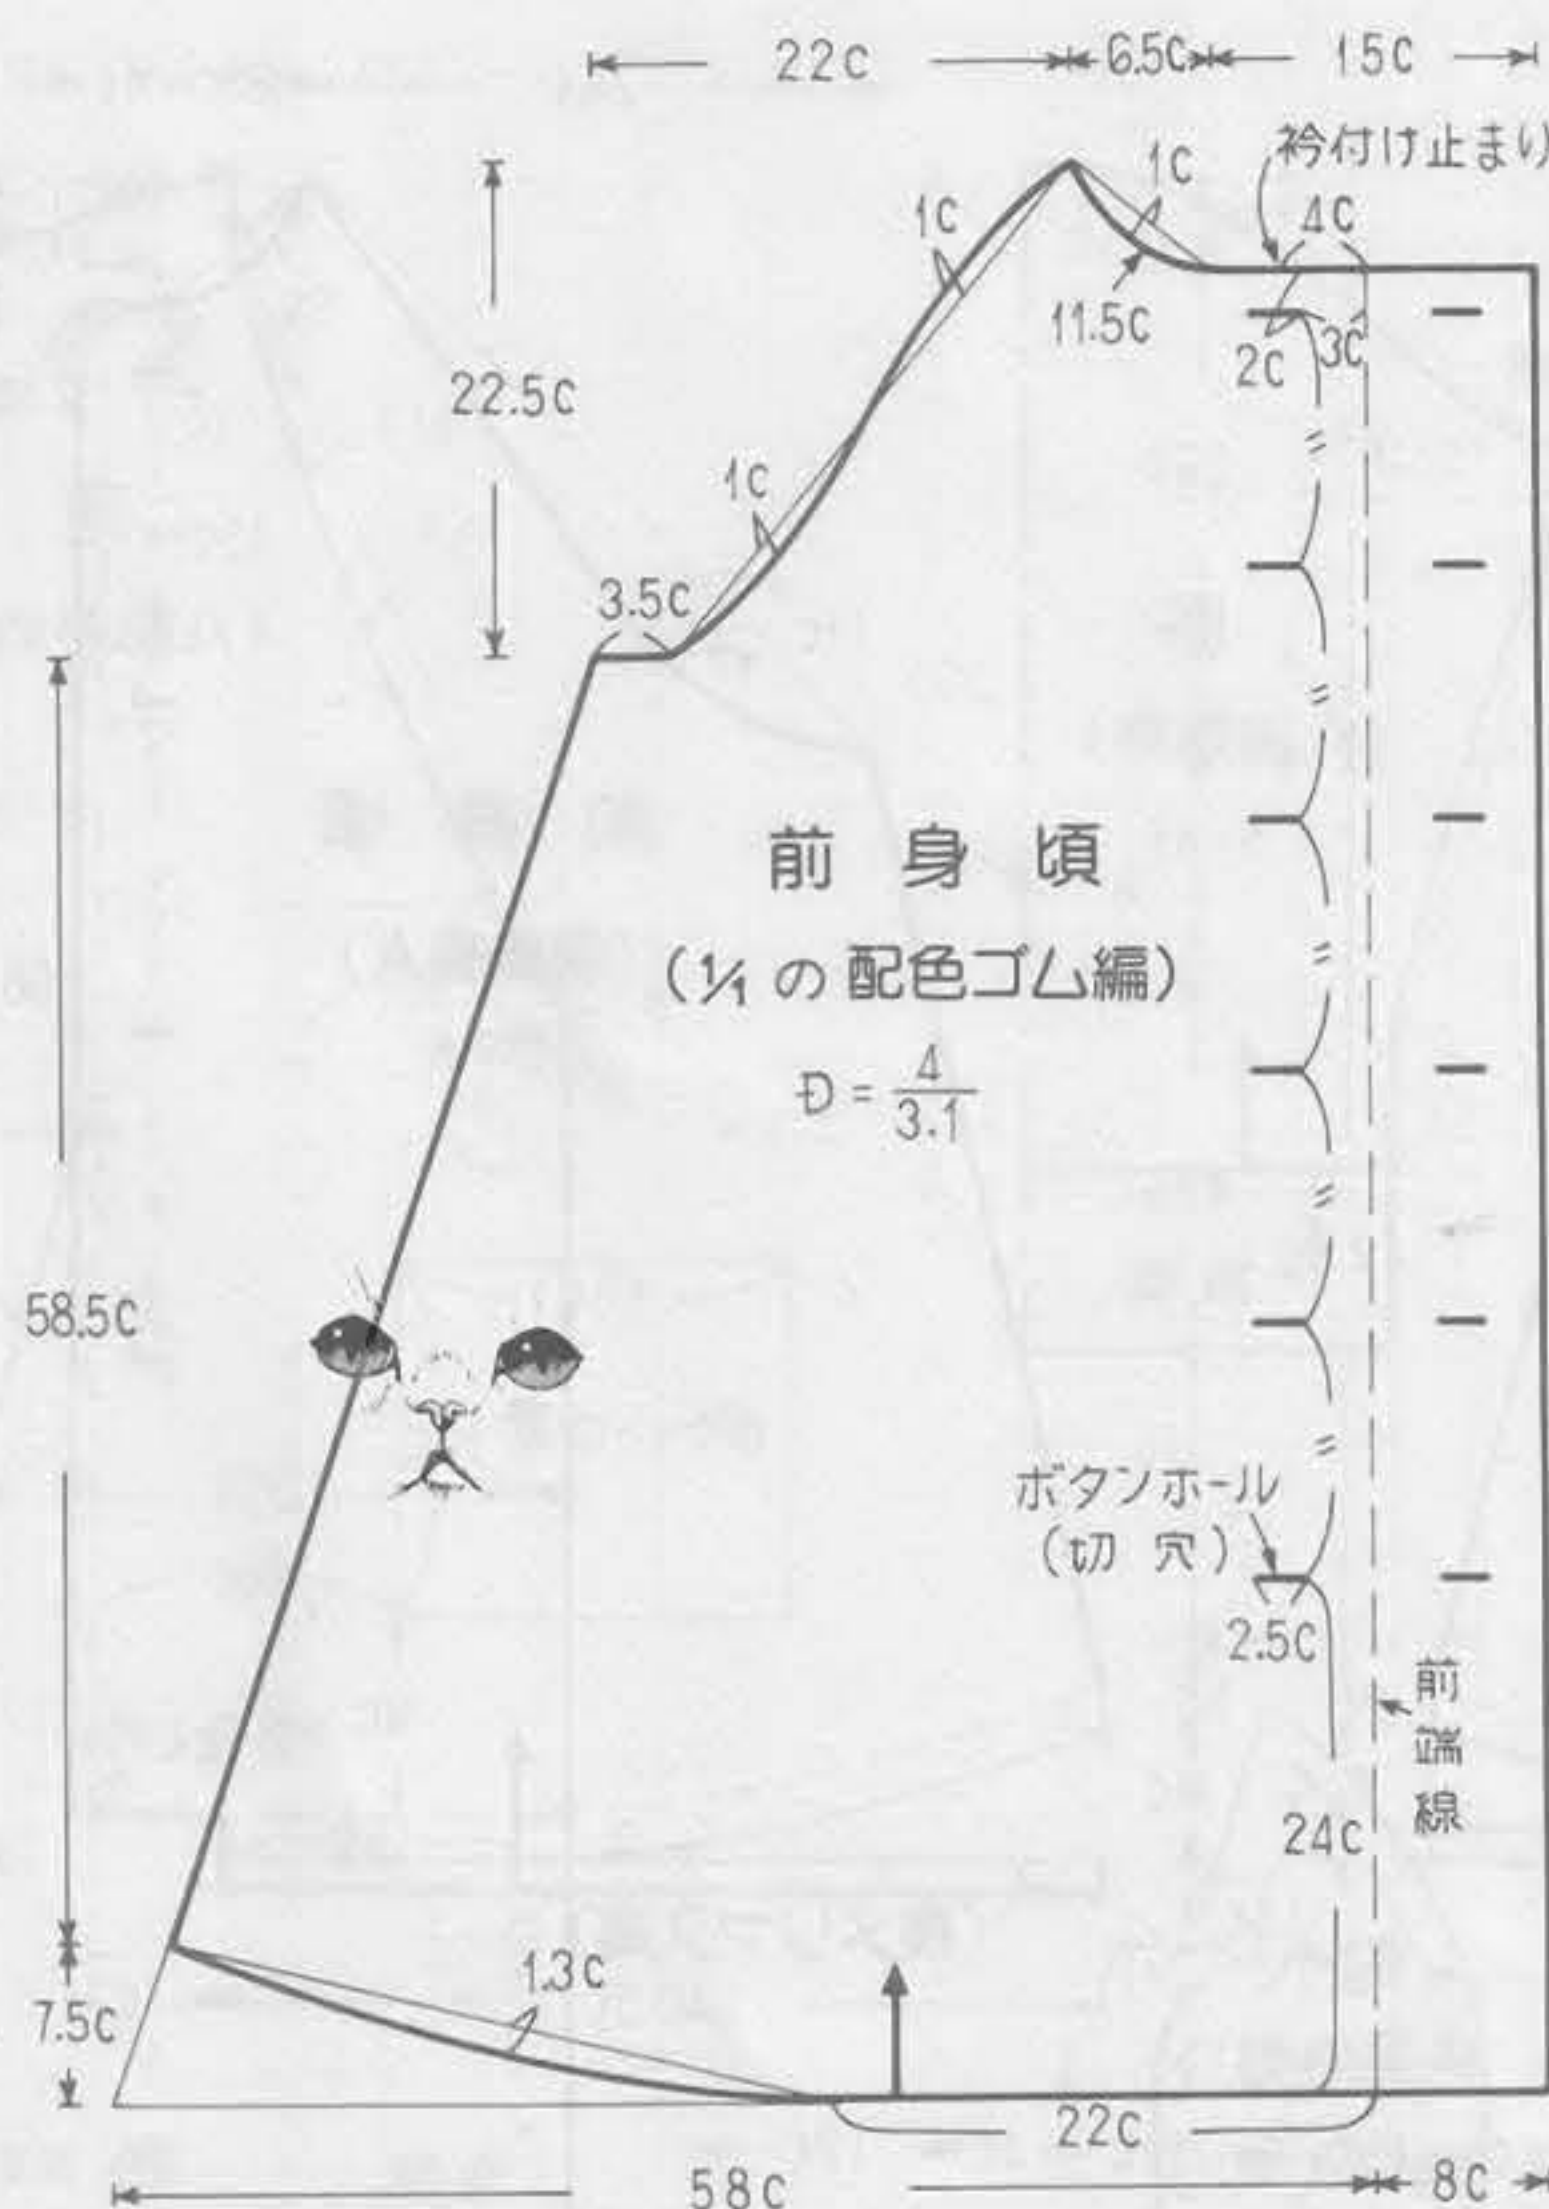 22C
6.5C
15C
衿付け止まり
1C
4C
1C
11.5C
2C
3C
22.5C
1C
3.5C
前身頃
(1/1の配色ゴム編)
D = 4/3.1
58.5C
ボタンホール
(切穴)
2.5C
前端線
24C
1.3C
7.5C
22C
58C
8C